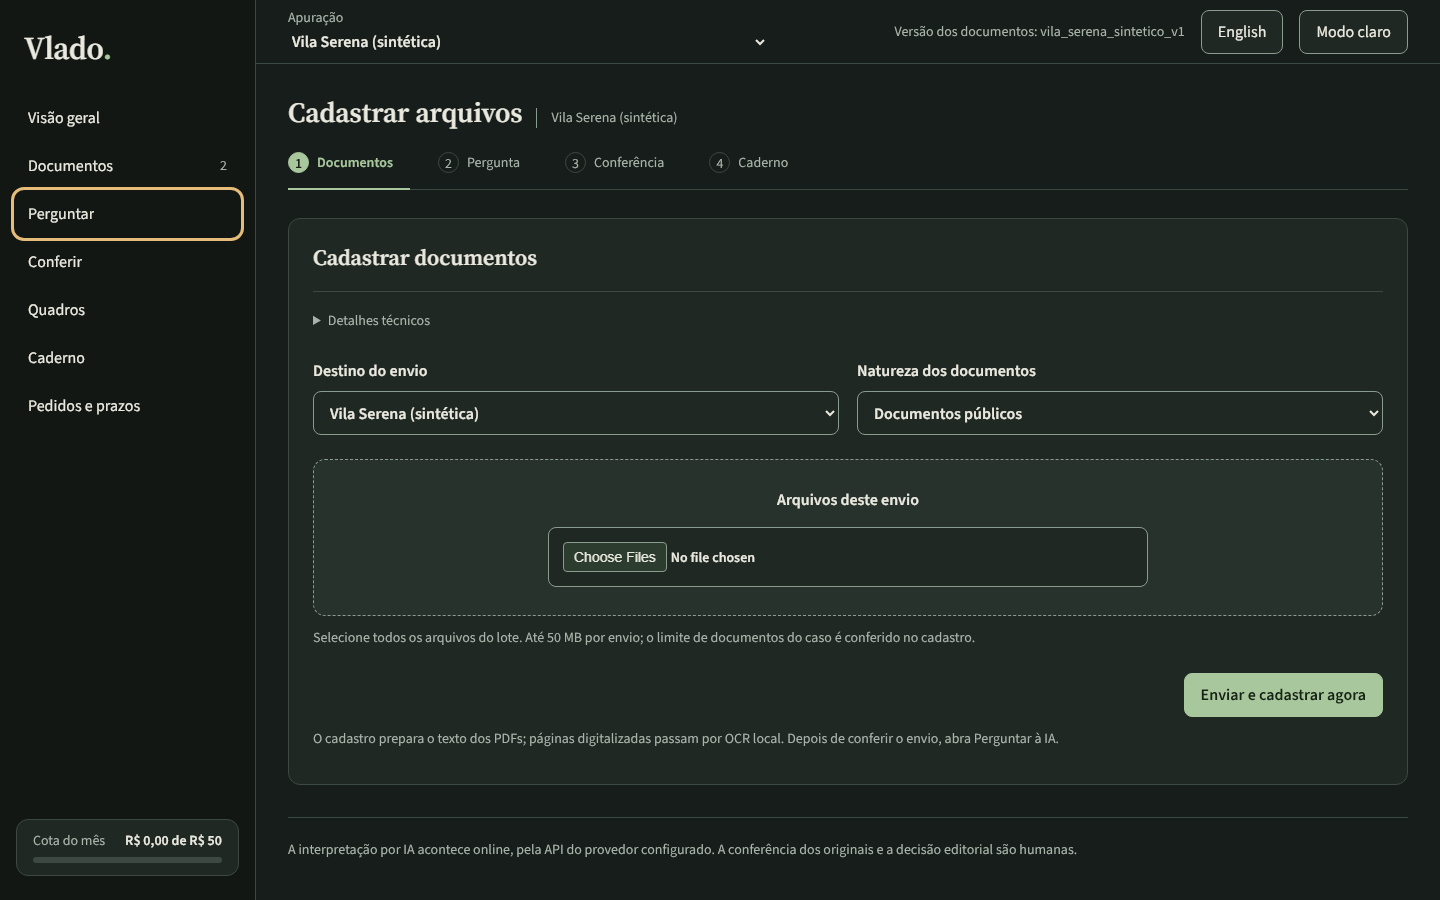 Vlado.
Visão geral
Documentos 2
Perguntar
Conferir
Quadros
Caderno
Pedidos e prazos
Cota do mês R$ 0,00 de R$ 50
Apuração
Vila Serena (sintética)
Versão dos documentos: vila_serena_sintetico_v1
English
Modo claro
Cadastrar arquivos Vila Serena (sintética)
1 Documentos 2 Pergunta 3 Conferência 4 Caderno
Cadastrar documentos
Detalhes técnicos
Destino do envio Natureza dos documentos
Vila Serena (sintética) Documentos públicos
Arquivos deste envio
Choose Files No file chosen
Selecione todos os arquivos do lote. Até 50 MB por envio; o limite de documentos do caso é conferido no cadastro.
Enviar e cadastrar agora
O cadastro prepara o texto dos PDFs; páginas digitalizadas passam por OCR local. Depois de conferir o envio, abra Perguntar à IA.
A interpretação por IA acontece online, pela API do provedor configurado. A conferência dos originais e a decisão editorial são humanas.